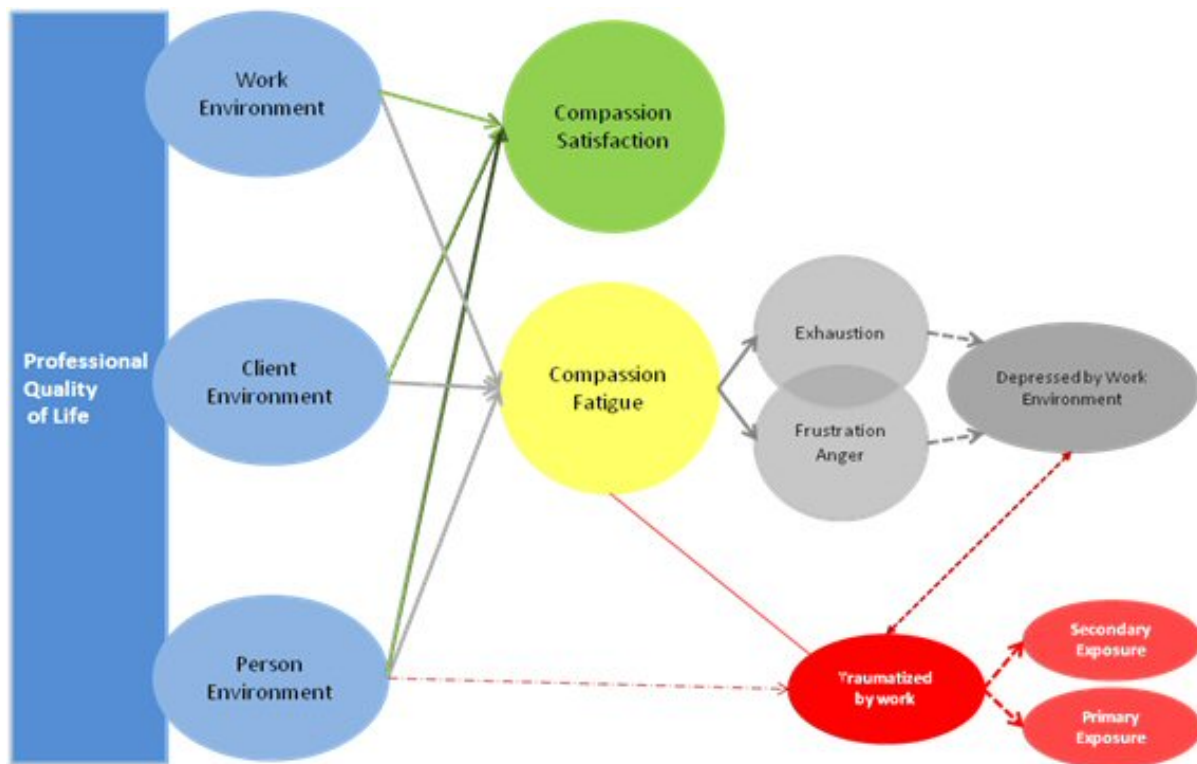 Work
Environment
Compassion
Satisfaction
Professional
Quality
of Life
Client
Environment
Compassion
Fatigue
Exhaustion
Frustration
Anger
Depressed by Work
Environment
Person
Environment
Traumatized
by work
Secondary
Exposure
Primary
Exposure